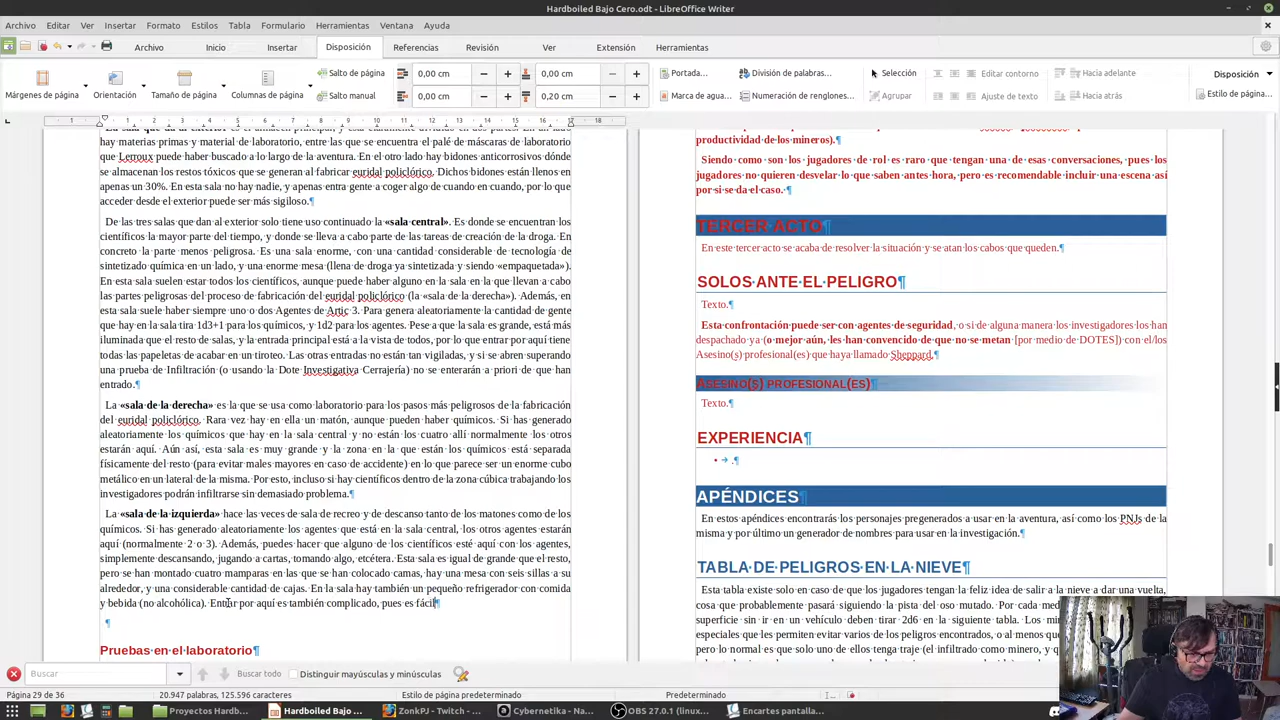 Hardboiled Bajo Cero.odt - LibreOffice Writer
Archivo Editar Ver Insertar Formato Estilos Tabla Formulario Herramientas Ventana Ayuda
Archivo Inicio Insertar Disposición Referencias Revisión Ver Extensión Herramientas
Márgenes de página Orientación Tamaño de página Columnas de página
Salto de página 0,00 cm 0,00 cm
Salto manual 0,00 cm 0,20 cm
Portada... División de palabras... Selección Editar contorno Hacia adelante Disposición
Marca de agua... Numeración de renglones... Agrupar Ajuste de texto Hacia atrás Estilo de página...
La sala que da al exterior es el almacén principal, y está claramente dividido en dos partes. En un lado
hay materias primas y material de laboratorio, entre las que se encuentra el palé de máscaras de laboratorio
que Lerroux puede haber buscado a lo largo de la aventura. En el otro lado hay bidones anticorrosivos dónde
se almacenan los restos tóxicos que se generan al fabricar euridal policlórico. Dichos bidones están llenos en
apenas un 30%. En esta sala no hay nadie, y apenas entra gente a coger algo de cuando en cuando, por lo que
acceder desde el exterior puede ser más sigiloso.¶
De las tres salas que dan al exterior solo tiene uso continuado la «sala central». Es donde se encuentran los
científicos la mayor parte del tiempo, y donde se lleva a cabo parte de las tareas de creación de la droga. En
concreto la parte menos peligrosa. Es una sala enorme, con una cantidad considerable de tecnología de
sintetizado química en un lado, y una enorme mesa (llena de droga ya sintetizada y siendo «empaquetada»).
En esta sala suelen estar todos los científicos, aunque puede haber alguno en la sala en la que llevan a cabo
las partes peligrosas del proceso de fabricación del euridal policlórico (la «sala de la derecha»). Además, en
esta sala suele haber siempre uno o dos Agentes de Artic 3. Para genera aleatoriamente la cantidad de gente
que hay en la sala tira 1d3+1 para los químicos, y 1d2 para los agentes. Pese a que la sala es grande, está más
iluminada que el resto de salas, y la entrada principal está a la vista de todos, por lo que entrar por aquí tiene
todas las papeletas de acabar en un tiroteo. Las otras entradas no están tan vigiladas, y si se abren superando
una prueba de Infiltración (o usando la Dote Investigativa Cerrajería) no se enterarán a priori de que han
entrado.¶
La «sala de la derecha» es la que se usa como laboratorio para los pasos más peligrosos de la fabricación
del euridal policlórico. Rara vez hay en ella un matón, aunque pueden haber químicos. Si has generado
aleatoriamente los químicos que hay en la sala central y no están los cuatro allí normalmente los otros
estarán aquí. Aún así, esta sala es muy grande y la zona en la que están los químicos está separada
físicamente del resto (para evitar males mayores en caso de accidente) en lo que parece ser un enorme cubo
metálico en un lateral de la misma. Por esto, incluso si hay científicos dentro de la zona cúbica trabajando los
investigadores podrán infiltrarse sin demasiado problema.¶
La «sala de la izquierda» hace las veces de sala de recreo y de descanso tanto de los matones como de los
químicos. Si has generado aleatoriamente los agentes que está en la sala central, los otros agentes estarán
aquí (normalmente 2 o 3). Además, puedes hacer que alguno de los científicos esté aquí con los agentes,
simplemente descansando, jugando a cartas, tomando algo, etcétera. Esta sala es igual de grande que el resto,
pero se han montado cuatro mamparas en las que se han colocado camas, hay una mesa con seis sillas a su
alrededor, y una considerable cantidad de cajas. En la sala hay también un pequeño refrigerador con comida
y bebida (no alcohólica). Entrar por aquí es también complicado, pues es fácil¶
¶
Pruebas en el laboratorio¶
productividad de los mineros).¶
Siendo como son los jugadores de rol es raro que tengan una de esas conversaciones, pues los
jugadores no quieren desvelar lo que saben antes hora, pero es recomendable incluir una escena así
por si se da el caso. ¶
TERCER ACTO¶
En este tercer acto se acaba de resolver la situación y se atan los cabos que queden.¶
SOLOS ANTE EL PELIGRO¶
Texto.¶
Esta confrontación puede ser con agentes de seguridad, o si de alguna manera los investigadores los han
despachado ya (o mejor aún, les han convencido de que no se metan [por medio de DOTES]) con el/los
Asesino(s) profesional(es) que haya llamado Sheppard.¶
ASESINO(S) PROFESIONAL(ES)¶
Texto.¶
EXPERIENCIA¶
• → .¶
APÉNDICES¶
En estos apéndices encontrarás los personajes pregenerados a usar en la aventura, así como los PNJs de la
misma y por último un generador de nombres para usar en la investigación.¶
TABLA DE PELIGROS EN LA NIEVE¶
Esta tabla existe solo en caso de que los jugadores tengan la feliz idea de salir a la nieve a dar una vuelta,
cosa que probablemente pasará siguiendo la pista del oso mutado. Por cada
superficie sin ir en un vehículo deben tirar 2d6 en la siguiente tabla. Los
especiales que les permiten evitar varios de los peligros encontrados, o al menos
pero lo normal es que solo uno de ellos tenga traje (el infiltrado como minero),
Buscar Buscar todo Distinguir mayúsculas y minúsculas
Página 29 de 36 20.947 palabras, 125.596 caracteres Estilo de página predeterminado Predeterminado
Proyectos Hardb... Hardboiled Bajo ... ZonkPJ - Twitch - ... Cybernetika - Na... OBS 27.0.1 (linux... Encartes pantall...